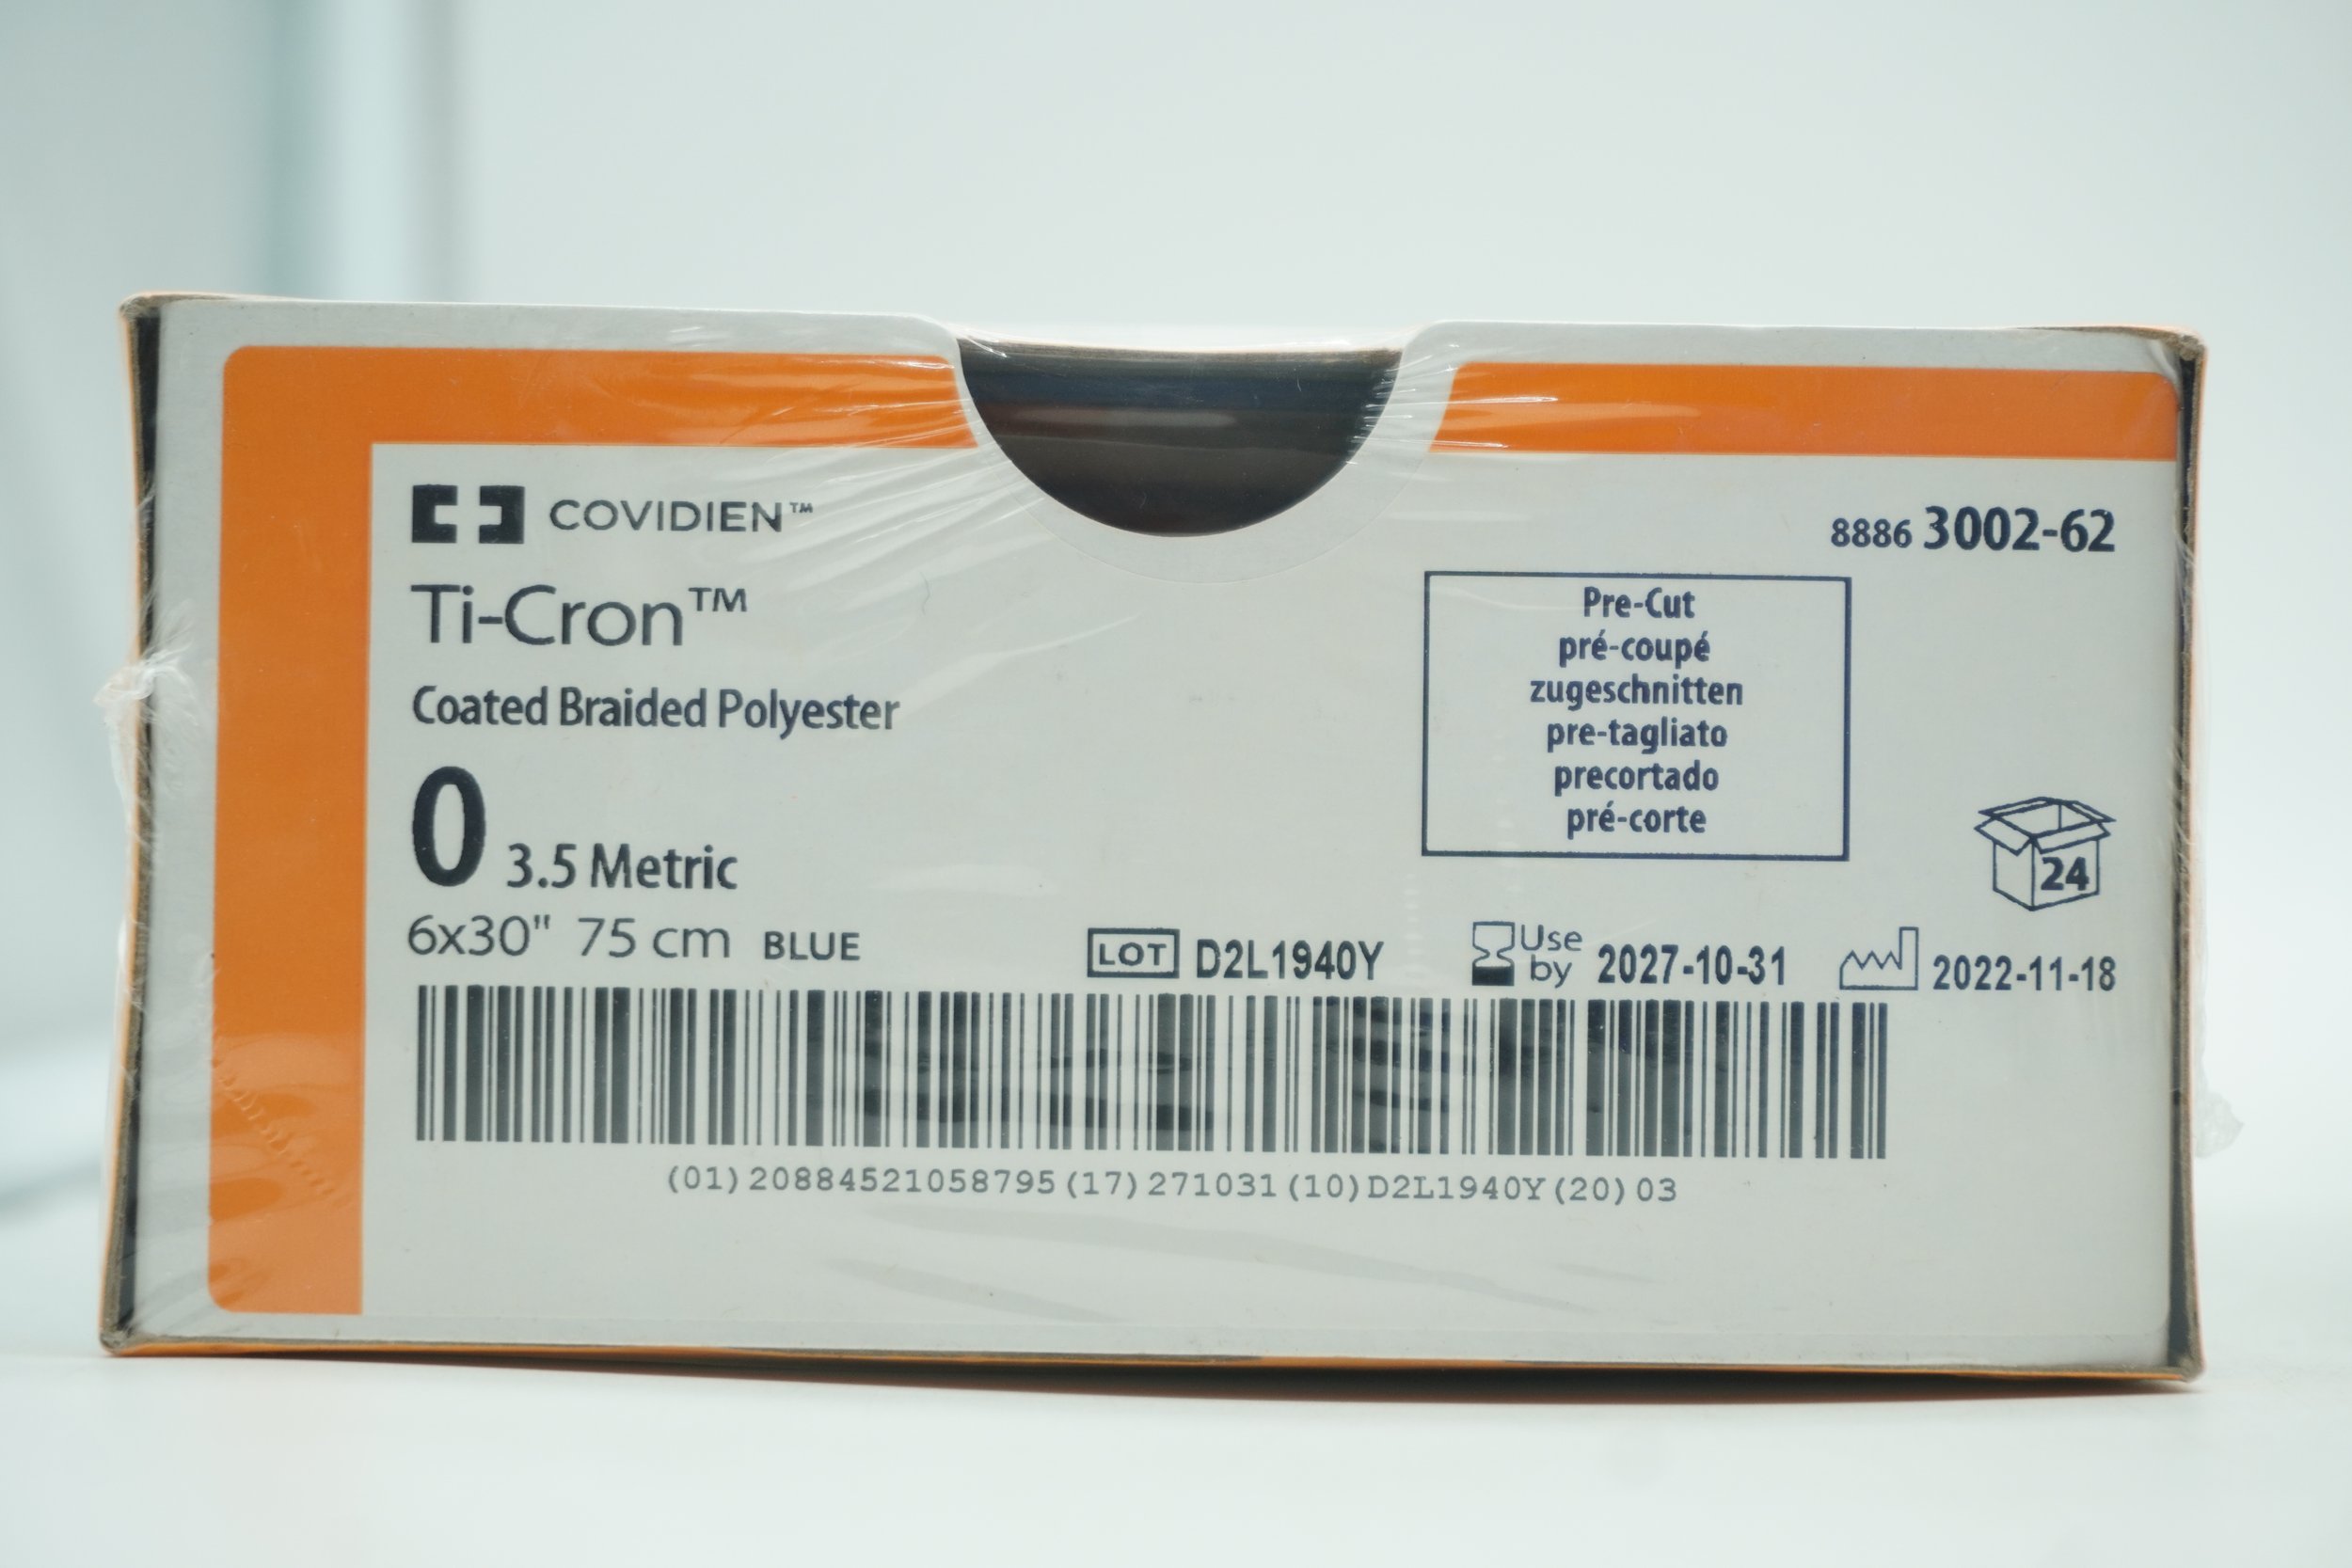 COVIDIEN™
8886 3002-62
Ti-Cron™
Coated Braided Polyester
Pre-Cut
pré-coupé
zugeschnitten
pre-tagliato
precortado
pré-corte
0 3.5 Metric
24
6x30" 75 cm BLUE
LOT D2L1940Y
Use by 2027-10-31
2022-11-18
(01)20884521058795(17)271031(10)D2L1940Y(20)03